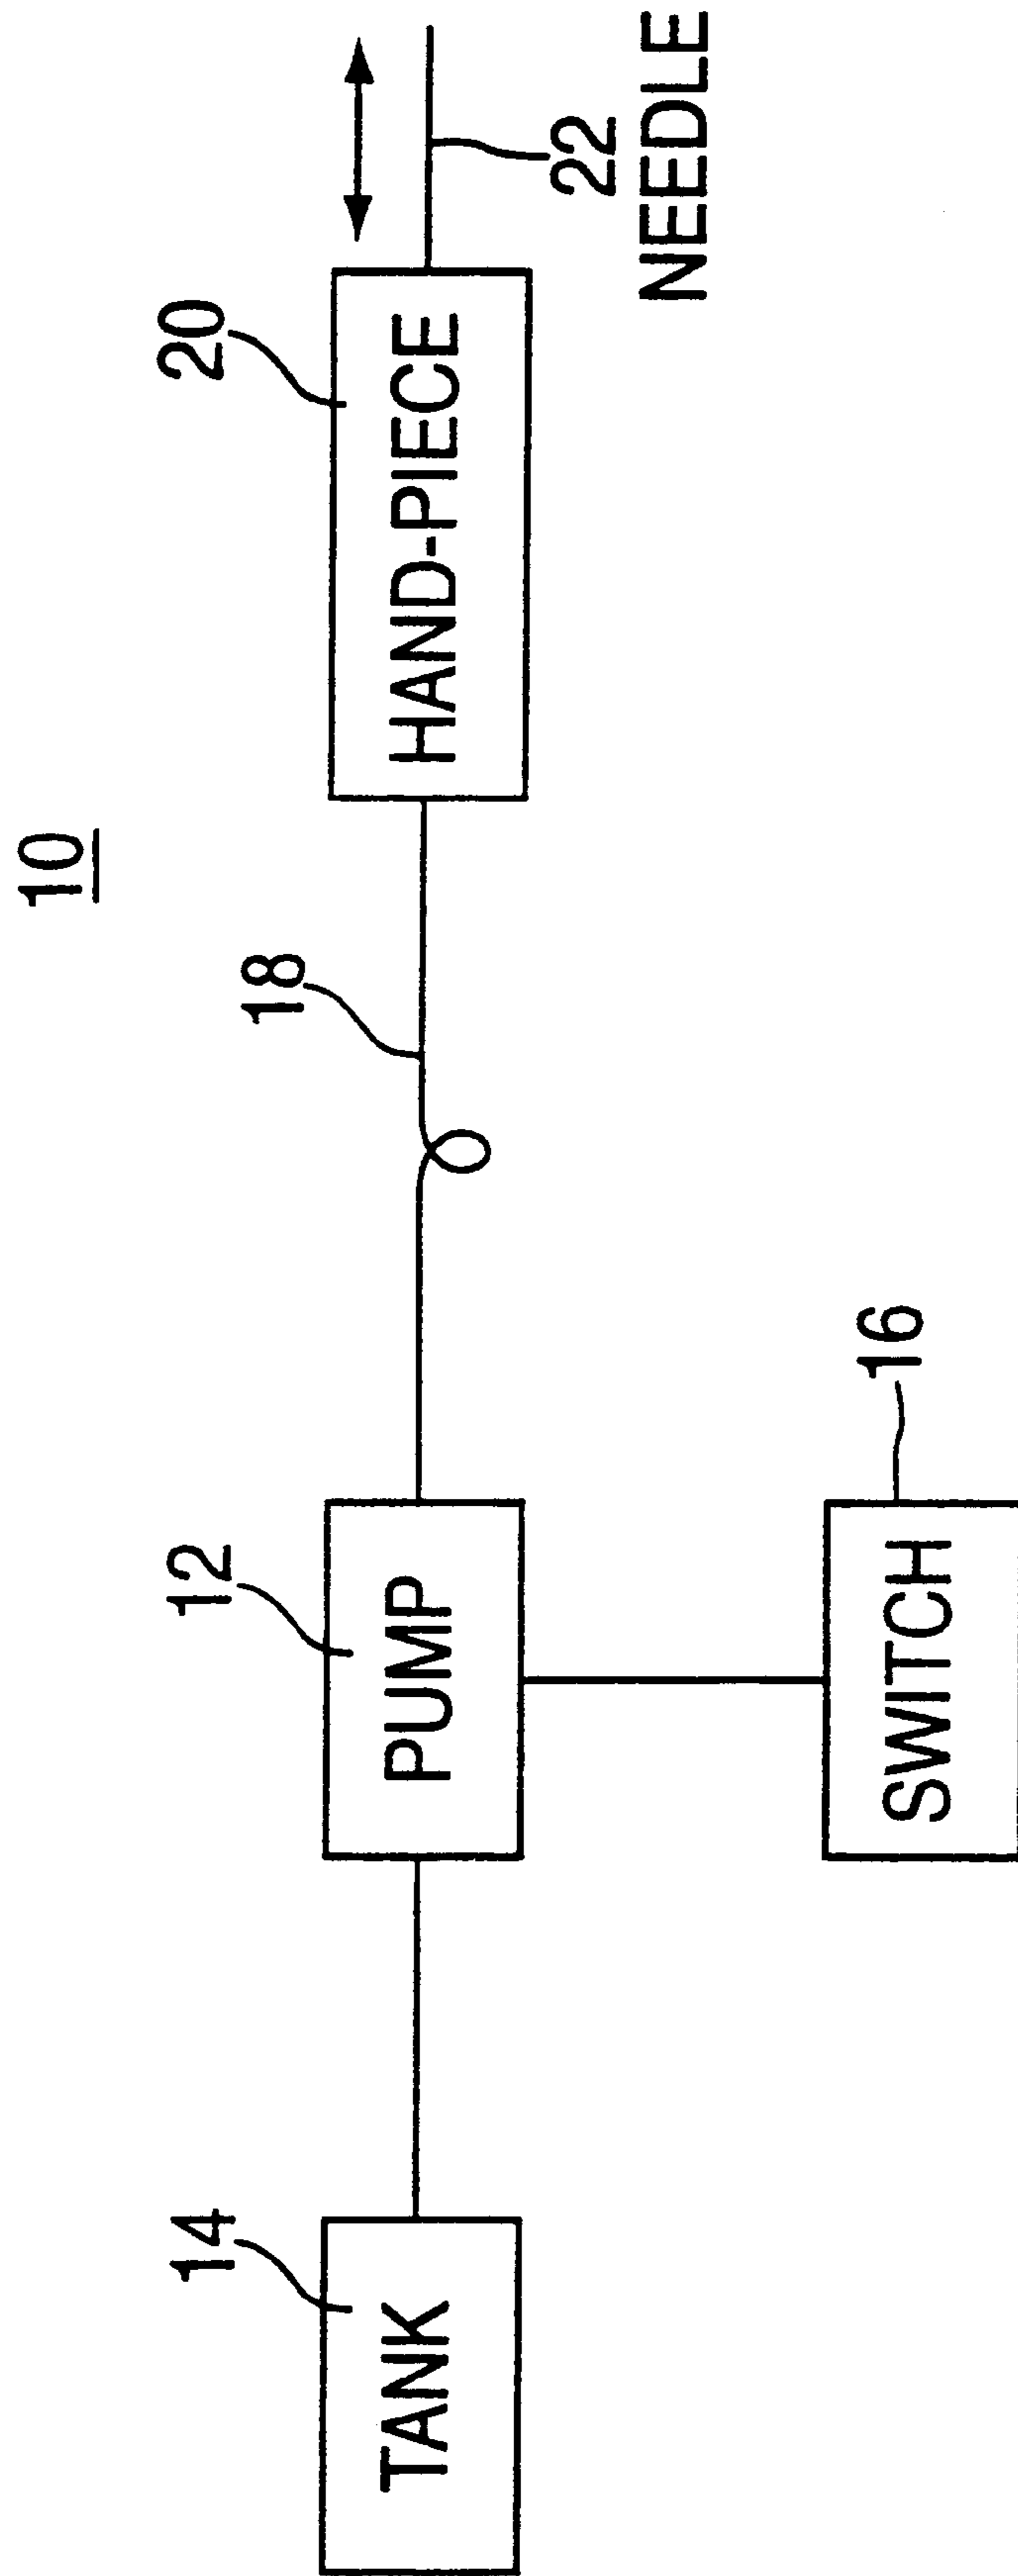 10
14
TANK
12
PUMP
16
SWITCH
18
20
HAND-PIECE
22
NEEDLE